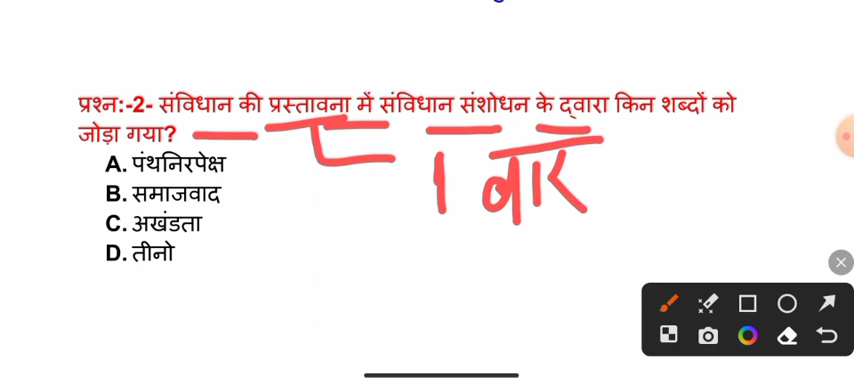 प्रश्न:-2- संविधान की प्रस्तावना में संविधान संशोधन के द्वारा किन शब्दों को
जोड़ा गया?
1 बार
A. पंथनिरपेक्ष
B. समाजवाद
C. अखंडता
D. तीनो